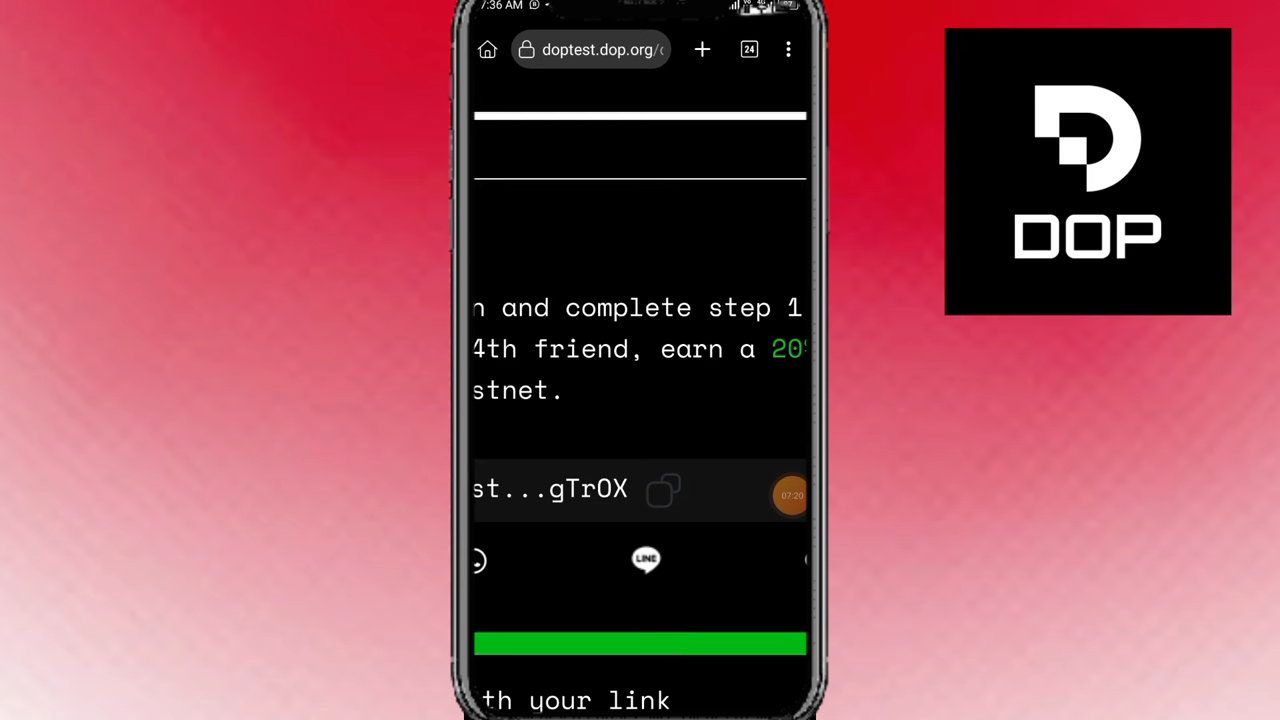 7:36 AM
doptest.dop.org/
24
n and complete step 1
4th friend, earn a 20%
stnet.
st...gTrOX
07:20
LINE
th your link
DOP